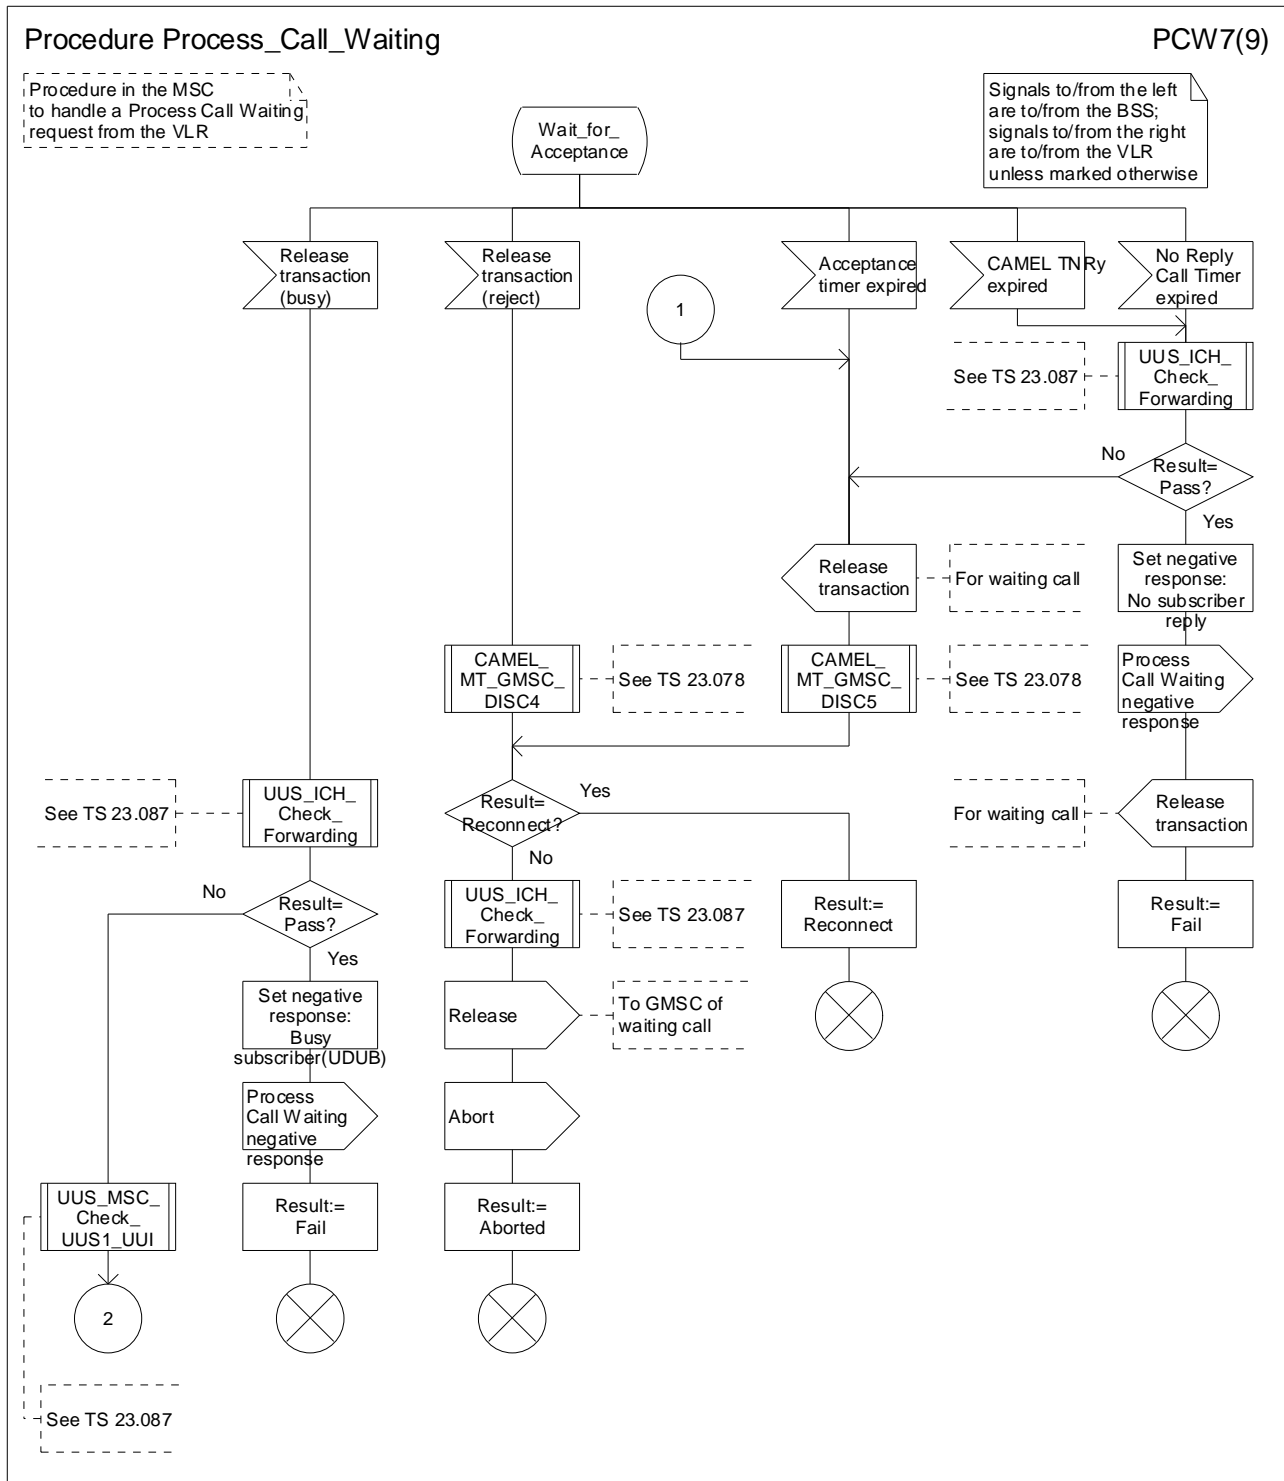 Procedure Process_Call_Waiting
PCW7(9)
Procedure in the MSC
to handle a Process Call Waiting
request from the VLR
Signals to/from the left
are to/from the BSS;
signals to/from the right
are to/from the VLR
unless marked otherwise
Wait_for_
Acceptance
Release
transaction
(busy)
Release
transaction
(reject)
Acceptance
timer expired
CAMEL TNRy
expired
No Reply
Call Timer
expired
1
See TS 23.087
UUS_ICH_
Check_
Forwarding
No
Result=
Pass?
Yes
Release
transaction
For waiting call
Set negative
response:
No subscriber
reply
CAMEL_
MT_GMSC_
DISC4
See TS 23.078
CAMEL_
MT_GMSC_
DISC5
See TS 23.078
Process
Call Waiting
negative
response
See TS 23.087
UUS_ICH_
Check_
Forwarding
Result=
Reconnect?
Yes
No
For waiting call
Release
transaction
No
Result=
Pass?
Yes
UUS_ICH_
Check_
Forwarding
See TS 23.087
Result:=
Reconnect
Result:=
Fail
Set negative
response:
Busy
subscriber(UDUB)
Release
To GMSC of
waiting call
Process
Call Waiting
negative
response
Abort
UUS_MSC_
Check_
UUS1_UUI
Result:=
Fail
Result:=
Aborted
2
See TS 23.087